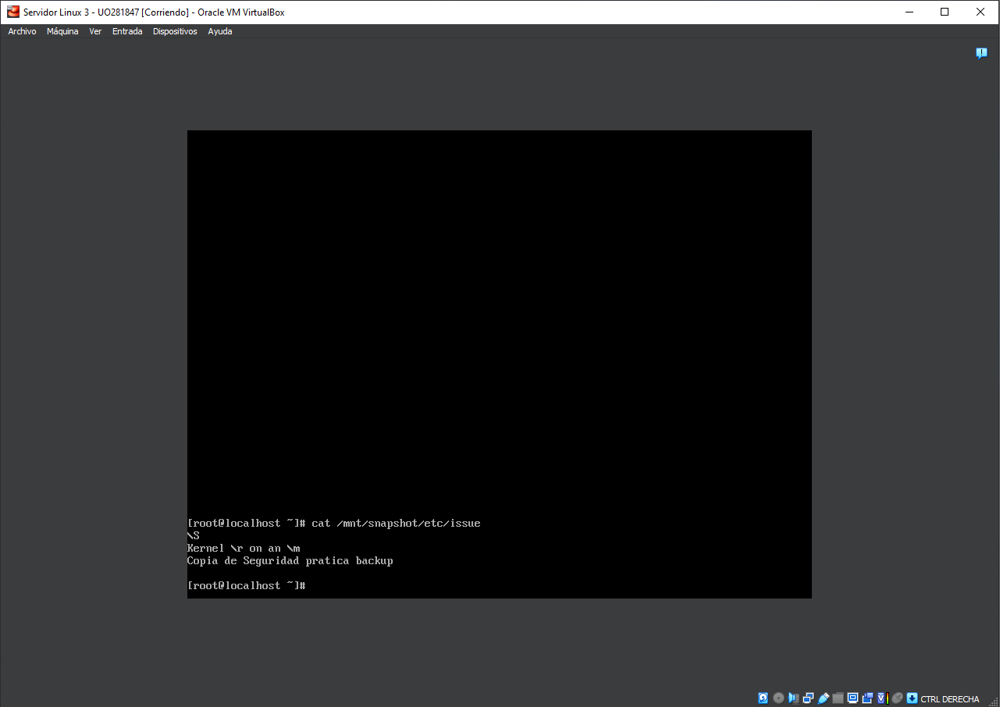 Servidor Linux 3 - UO281847 [Corriendo] - Oracle VM VirtualBox
Archivo Máquina Ver Entrada Dispositivos Ayuda
[root@localhost ~]# cat /mnt/snapshot/etc/issue
\S
Kernel \r on an \m
Copia de Seguridad pratica backup
[root@localhost ~]#
CTRL DERECHA